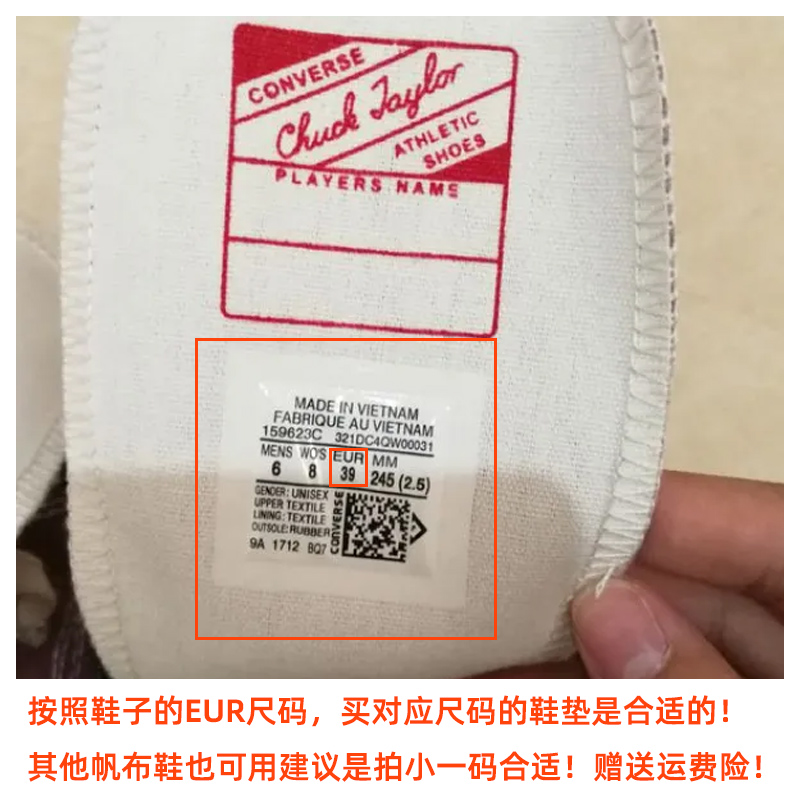 CONVERSE
Chuck Taylor
ATHLETIC
SHOES
PLAYERS NAME
MADE IN VIETNAM
FABRIQUE AU VIETNAM
159623C 321DC4QW00031
MENS WO'S EUR MM
6 8 39 245 (2.5)
GENDER: UNISEX
UPPER TEXTILE
LINING: TEXTILE
OUTSOLE: RUBBER
9A 1712 BQ7
CONVERSE
按照鞋子的EUR尺码，买对应尺码的鞋垫是合适的！
其他帆布鞋也可用建议是拍小一码合适！赠送运费险！